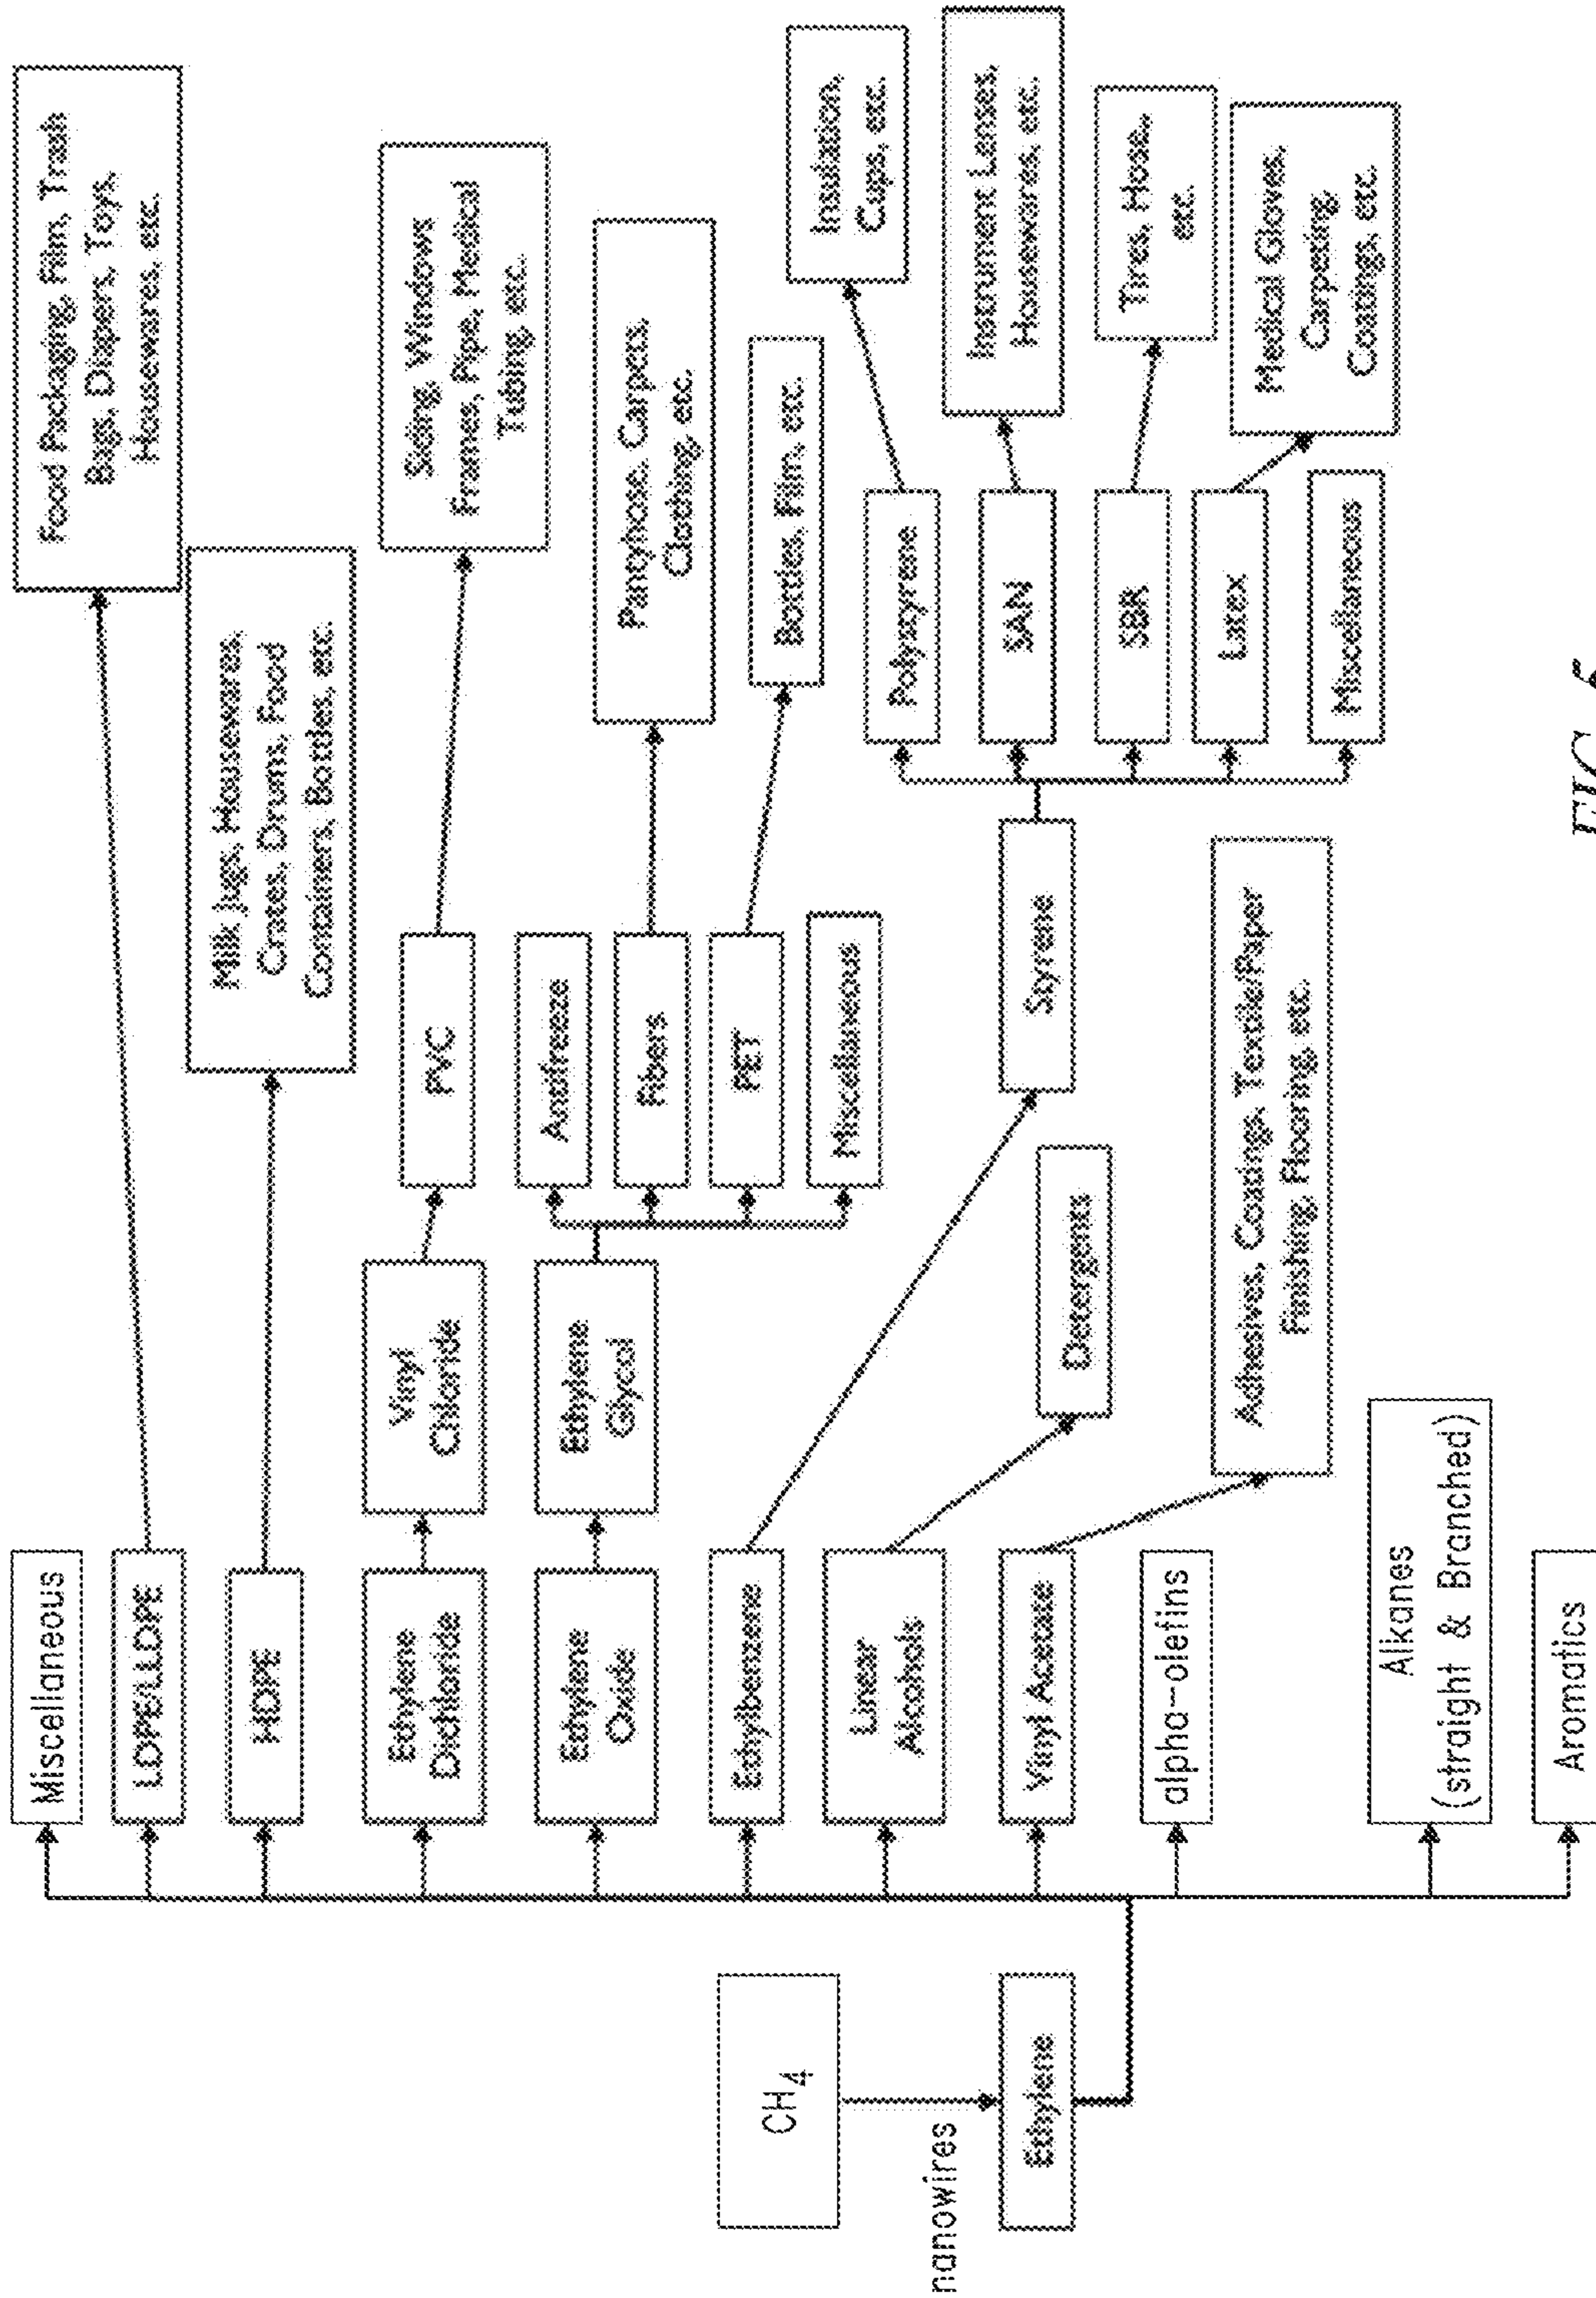 CH4
nanowires
Ethylene
Miscellaneous
LDPE/LLDPE
Food Packaging, Film, Trash
Bags, Diapers, Toys,
Housewares, etc.
HDPE
Milk Jugs, Housewares,
Crates, Drums, Food
Containers, Bottles, etc.
Ethylene
Dichloride
Vinyl
Chloride
PVC
Siding, Windows
Frames, Pipe, Medical
Tubing, etc.
Ethylene
Oxide
Ethylene
Glycol
Antifreeze
Fibers
Pantyhose, Carpets,
Clothing, etc.
PET
Bottles, Film, etc.
Miscellaneous
Ethylbenzene
Styrene
Polystyrene
Insulation,
Cups, etc.
SAN
Instrument Lenses,
Housewares, etc.
SBR
Tires, Hose,
etc.
Latex
Medical Gloves,
Carpeting,
Coatings, etc.
Miscellaneous
Linear
Alcohols
Detergents
Vinyl Acetate
Adhesives, Coatings, Textile/Paper
Finishing, Flooring, etc.
alpha-olefins
Alkanes
(straight & Branched)
Aromatics